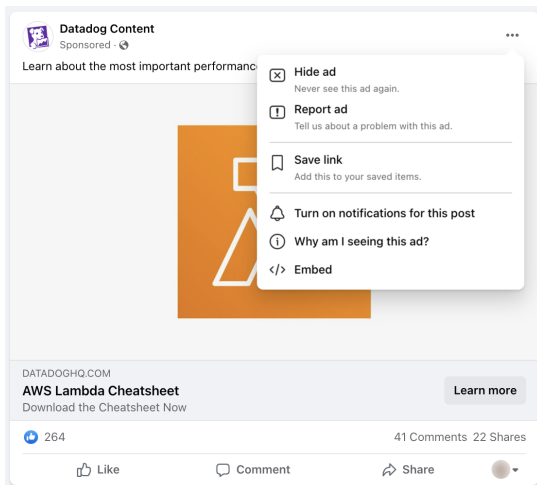 Datadog Content
Sponsored ·
Learn about the most important performance
Hide ad
Never see this ad again.
Report ad
Tell us about a problem with this ad.
Save link
Add this to your saved items.
Turn on notifications for this post
Why am I seeing this ad?
</> Embed
DATADOGHQ.COM
AWS Lambda Cheatsheet
Download the Cheatsheet Now
Learn more
264
41 Comments 22 Shares
Like Comment Share